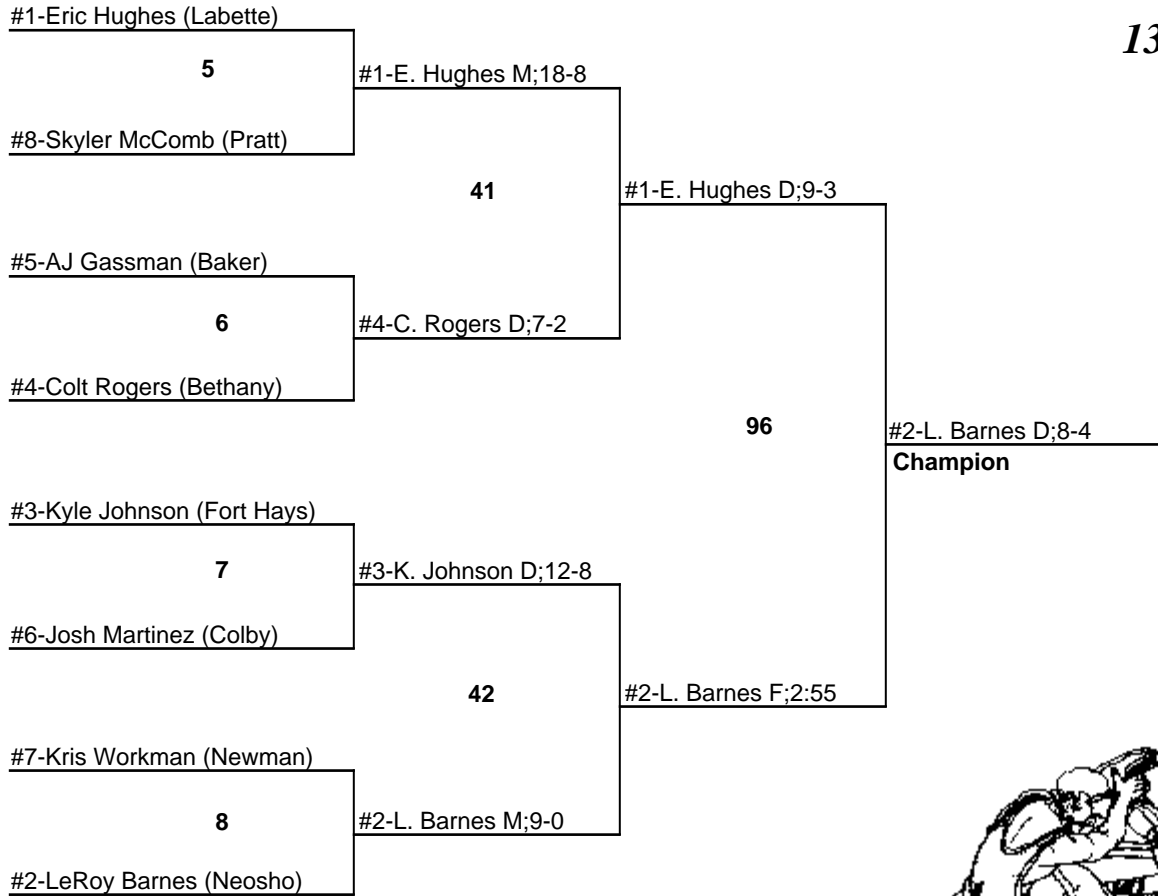 #1-Eric Hughes (Labette)
13
5
#1-E. Hughes M;18-8
#8-Skyler McComb (Pratt)
41
#1-E. Hughes D;9-3
#5-AJ Gassman (Baker)
6
#4-C. Rogers D;7-2
#4-Colt Rogers (Bethany)
96
#2-L. Barnes D;8-4
Champion
#3-Kyle Johnson (Fort Hays)
7
#3-K. Johnson D;12-8
#6-Josh Martinez (Colby)
42
#2-L. Barnes F;2:55
#7-Kris Workman (Newman)
8
#2-L. Barnes M;9-0
#2-LeRoy Barnes (Neosho)